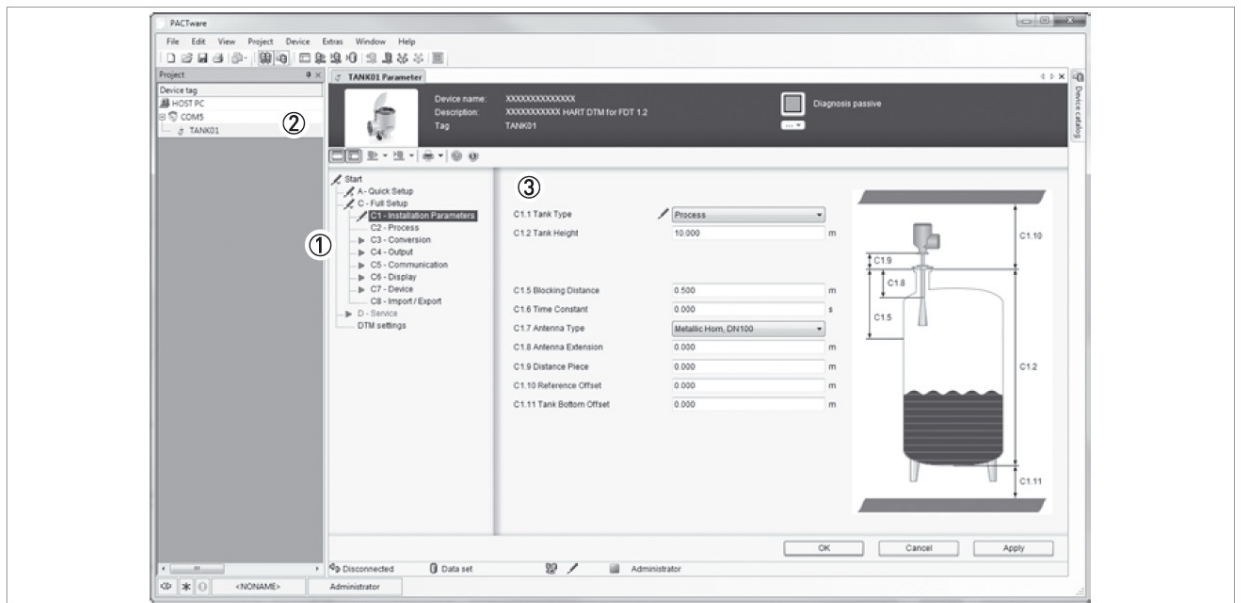 PACTware
File Edit View Project Device Extras Window Help
Project
Device tag
HOST PC
COM5
TANK01
②
TANK01 Parameter
Device name: XXXXXXXXXXXXXX
Description: XXXXXXXXXXX HART DTM for FDT 1.2
Tag TANK01
Diagnosis passive
Device catalog
①
Start
A - Quick Setup
C - Full Setup
C1 - Installation Parameters
C2 - Process
C3 - Conversion
C4 - Output
C5 - Communication
C6 - Display
C7 - Device
C8 - Import / Export
D - Service
DTM settings
③
C1.1 Tank Type Process
C1.2 Tank Height 10.000 m
C1.5 Blocking Distance 0.500 m
C1.6 Time Constant 0.000 s
C1.7 Antenna Type Metallic Horn, DN100
C1.8 Antenna Extension 0.000 m
C1.9 Distance Piece 0.000 m
C1.10 Reference Offset 0.000 m
C1.11 Tank Bottom Offset 0.000 m
C1.10
C1.9
C1.8
C1.5
C1.2
C1.11
OK Cancel Apply
Disconnected Data set Administrator
<NONAME> Administrator